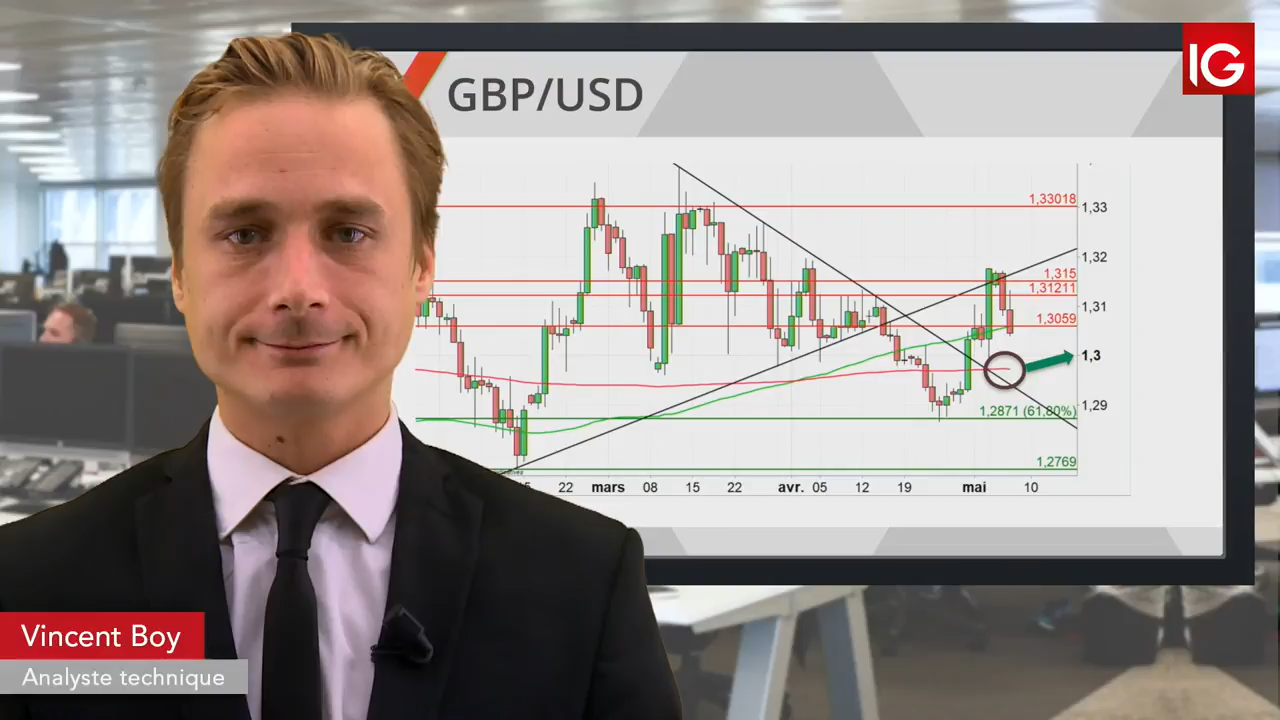 IG
GBP/USD
1,33018
1,33
1,32
1,315
1,31211
1,31
1,3059
1,3
1,2871 (61,80%)
1,29
1,2769
22 mars 08 15 22 avr. 05 12 19 mai 10
Vincent Boy
Analyste technique